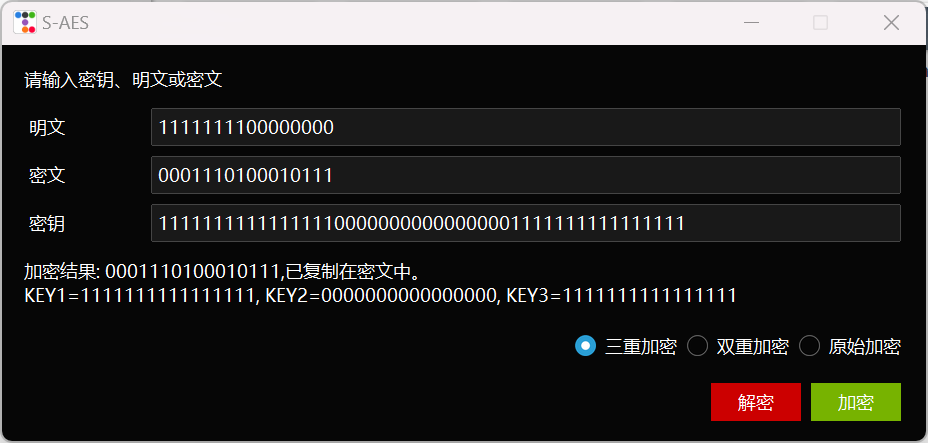 S-AES
请输入密钥、明文或密文
明文
1111111100000000
密文
0001110100010111
密钥
111111111111111100000000000000001111111111111111
加密结果: 0001110100010111,已复制在密文中。
KEY1=1111111111111111, KEY2=0000000000000000, KEY3=1111111111111111
三重加密 双重加密 原始加密
解密 加密